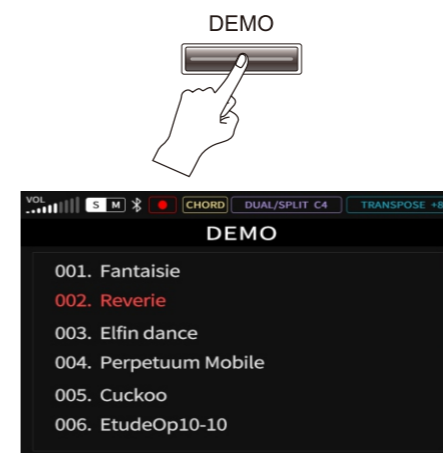 DEMO
VOL S M CHORD DUAL/SPLIT C4 TRANSPOSE +8
DEMO
001. Fantaisie
002. Reverie
003. Elfin dance
004. Perpetuum Mobile
005. Cuckoo
006. EtudeOp10-10